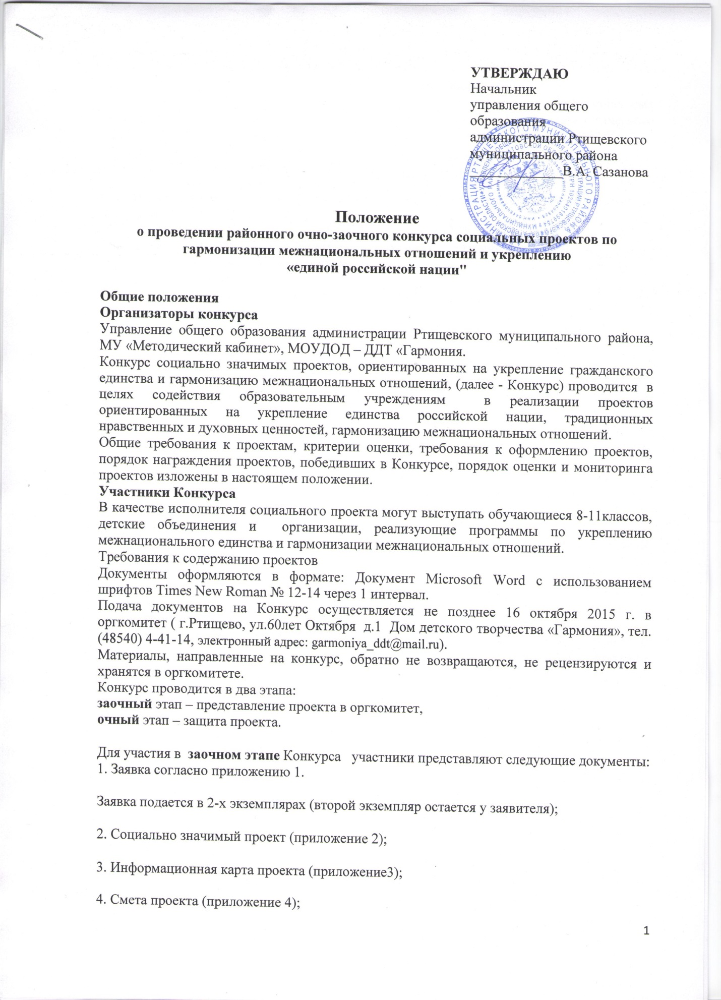 УТВЕРЖДАЮ
Начальник
управления общего
образования
администрации Ртищевского
муниципального района
_____________В.А. Сазанова
Положение
о проведении районного очно-заочного конкурса социальных проектов по
гармонизации межнациональных отношений и укреплению
«единой российской нации"
Общие положения
Организаторы конкурса
Управление общего образования администрации Ртищевского муниципального района,
МУ «Методический кабинет», МОУДОД – ДДТ «Гармония.
Конкурс социально значимых проектов, ориентированных на укрепление гражданского
единства и гармонизацию межнациональных отношений, (далее - Конкурс) проводится в
целях содействия образовательным учреждениям в реализации проектов
ориентированных на укрепление единства российской нации, традиционных
нравственных и духовных ценностей, гармонизацию межнациональных отношений.
Общие требования к проектам, критерии оценки, требования к оформлению проектов,
порядок награждения проектов, победивших в Конкурсе, порядок оценки и мониторинга
проектов изложены в настоящем положении.
Участники Конкурса
В качестве исполнителя социального проекта могут выступать обучающиеся 8-11классов,
детские объединения и организации, реализующие программы по укреплению
межнационального единства и гармонизации межнациональных отношений.
Требования к содержанию проектов
Документы оформляются в формате: Документ Microsoft Word с использованием
шрифтов Times New Roman № 12-14 через 1 интервал.
Подача документов на Конкурс осуществляется не позднее 16 октября 2015 г. в
оргкомитет ( г.Ртищево, ул.60лет Октября д.1 Дом детского творчества «Гармония», тел.
(48540) 4-41-14, электронный адрес: garmoniya_ddt@mail.ru).
Материалы, направленные на конкурс, обратно не возвращаются, не рецензируются и
хранятся в оргкомитете.
Конкурс проводится в два этапа:
заочный этап – представление проекта в оргкомитет,
очный этап – защита проекта.
Для участия в заочном этапе Конкурса участники представляют следующие документы:
1. Заявка согласно приложению 1.
Заявка подается в 2-х экземплярах (второй экземпляр остается у заявителя);
2. Социально значимый проект (приложение 2);
3. Информационная карта проекта (приложение3);
4. Смета проекта (приложение 4);
1